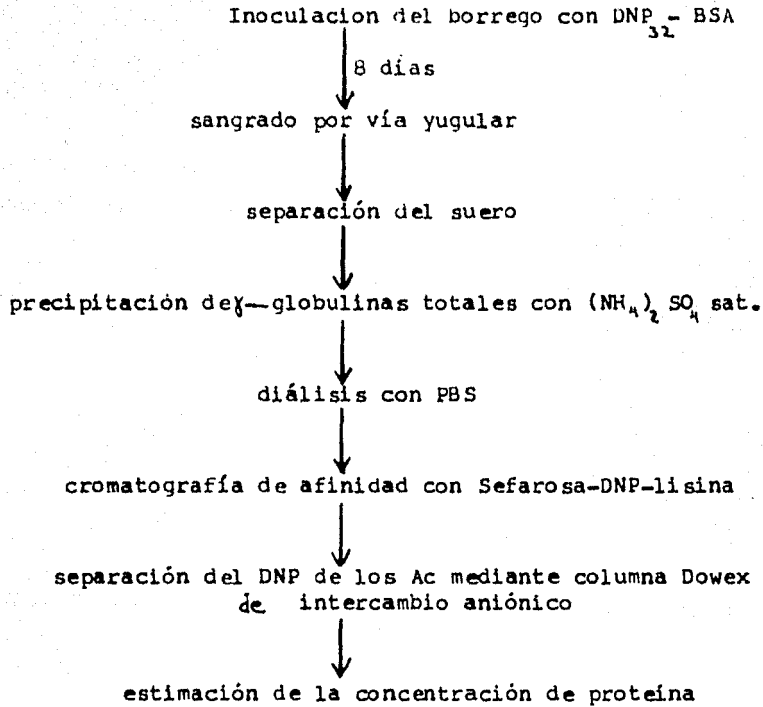 Inoculacion del borrego con DNP32- BSA
8 días
sangrado por vía yugular
separación del suero
precipitación de γ-globulinas totales con (NH4)2 SO4 sat.
diálisis con PBS
cromatografía de afinidad con Sefarosa-DNP-lisina
separación del DNP de los Ac mediante columna Dowex
de intercambio aniónico
estimación de la concentración de proteína